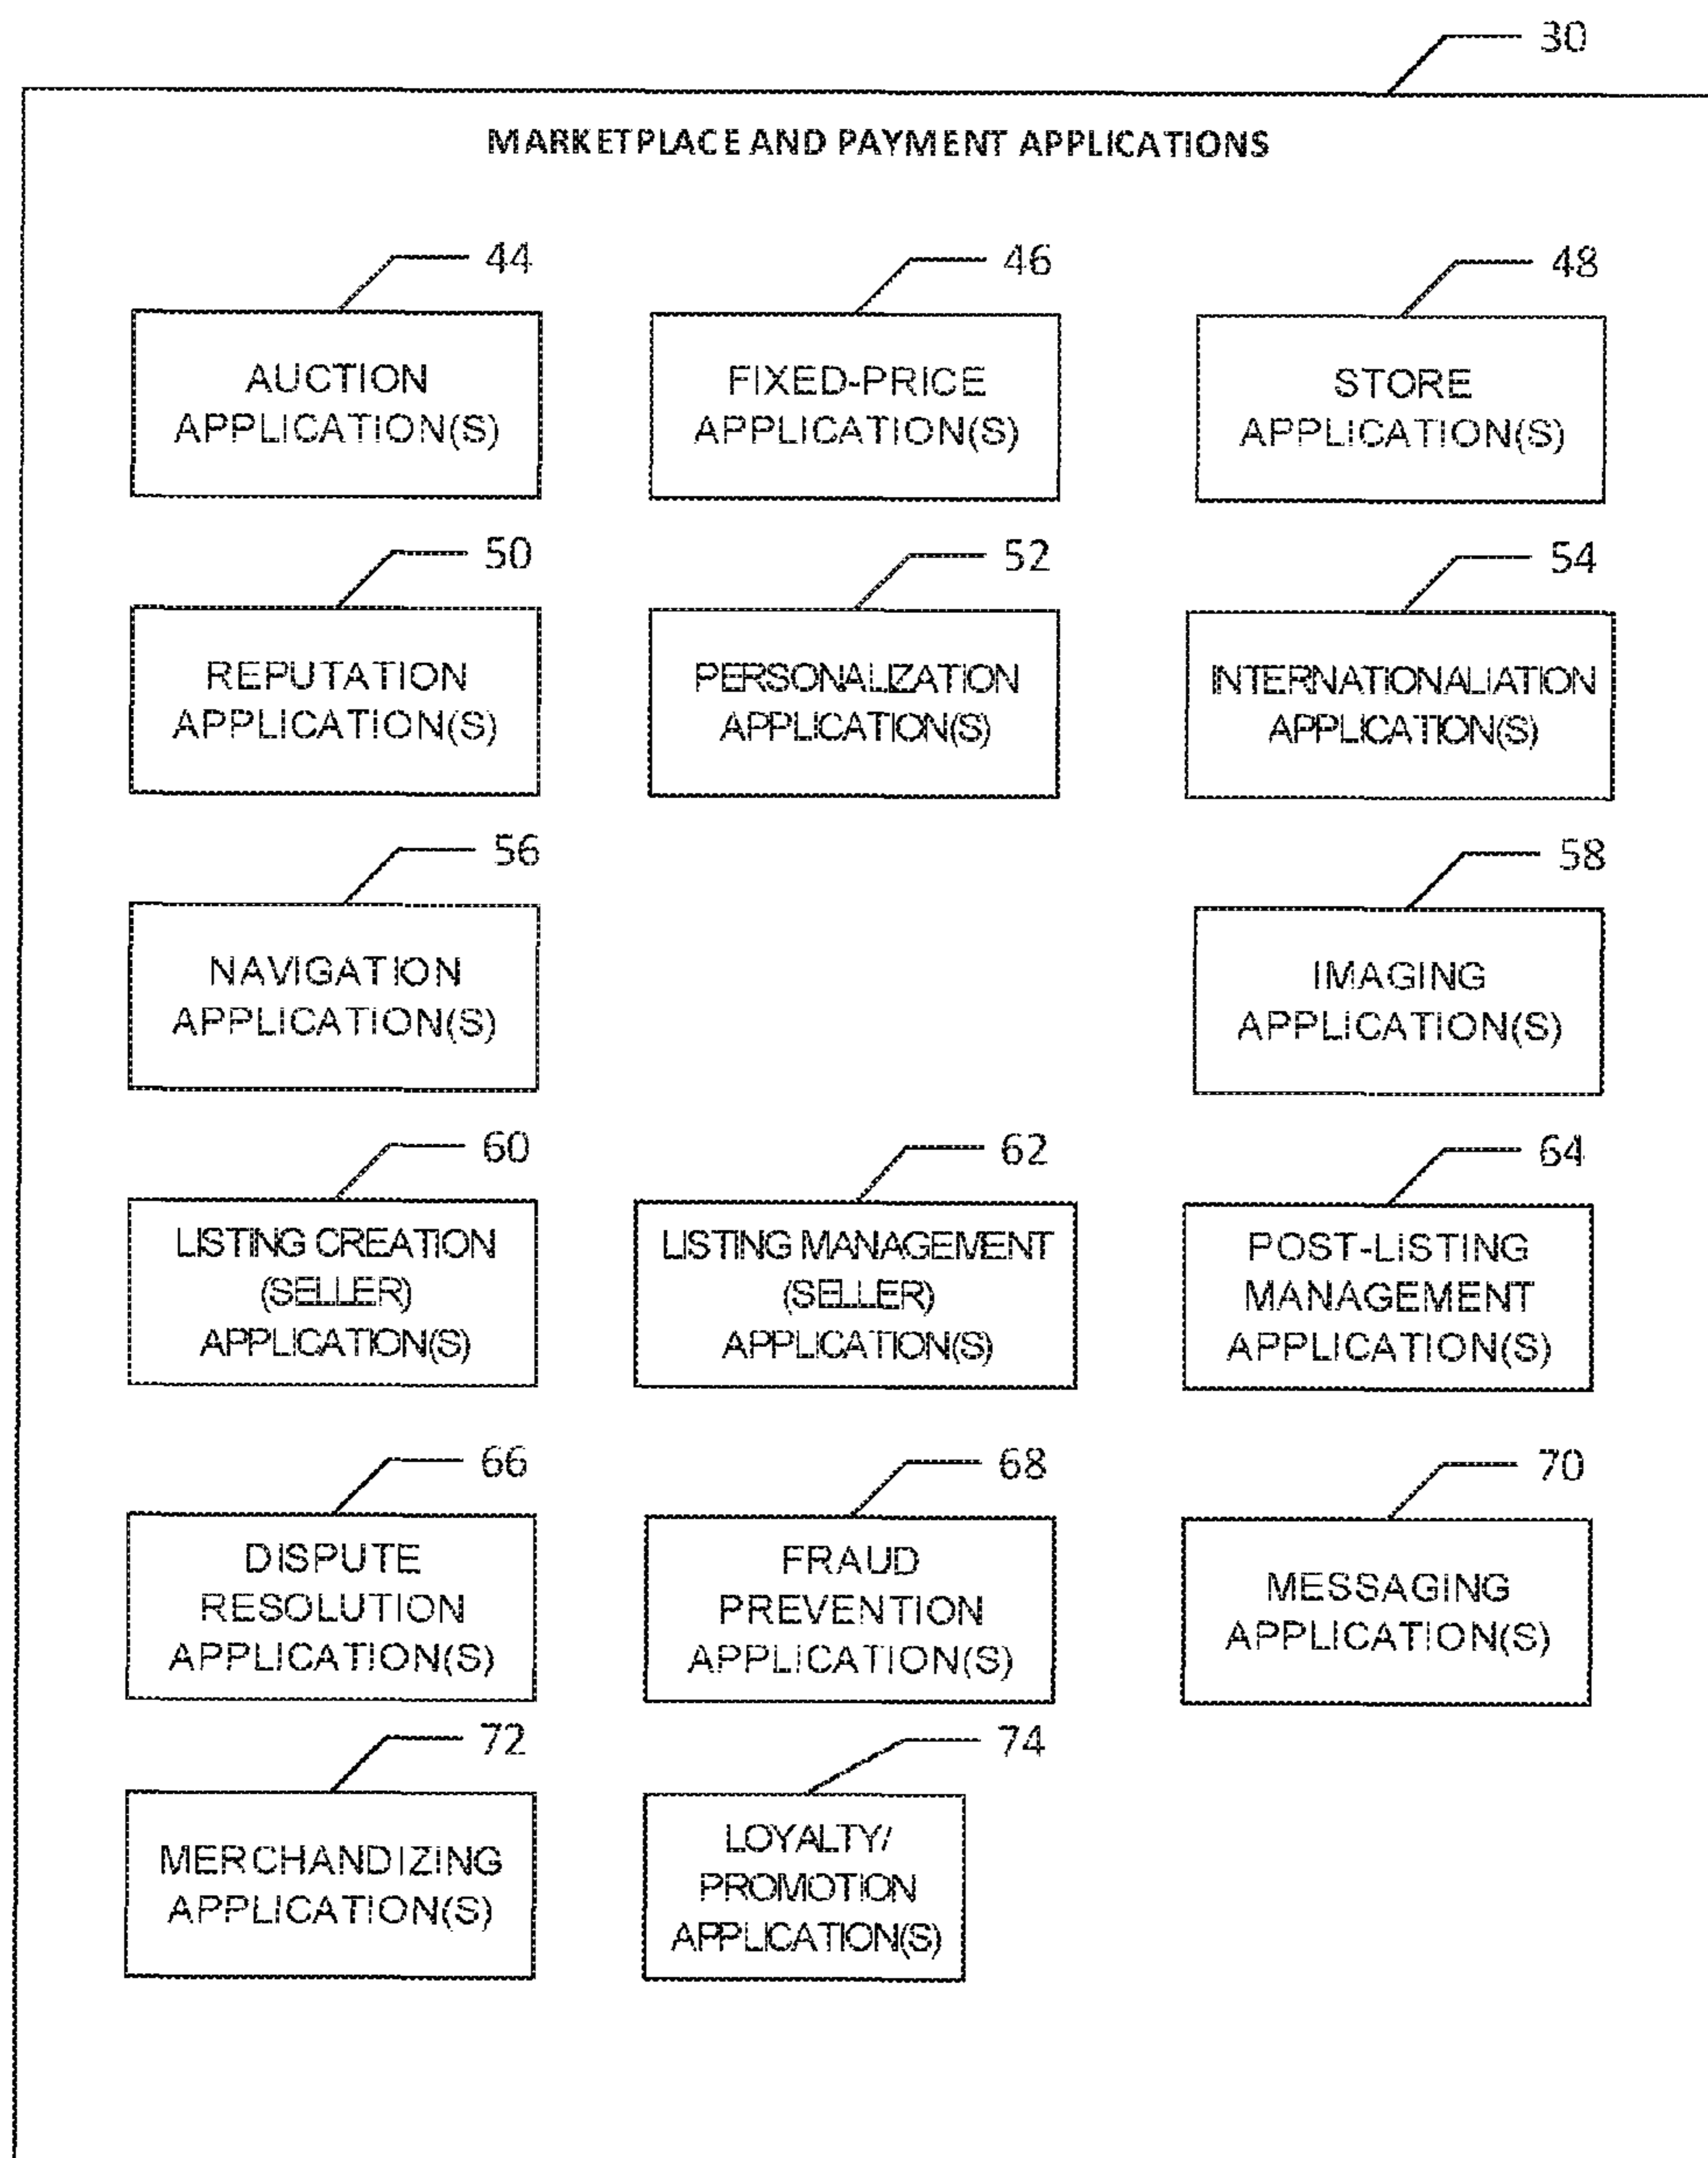 30
MARKETPLACE AND PAYMENT APPLICATIONS
44
46
48
AUCTION
APPLICATION(S)
FIXED-PRICE
APPLICATION(S)
STORE
APPLICATION(S)
50
52
54
REPUTATION
APPLICATION(S)
PERSONALIZATION
APPLICATION(S)
INTERNATIONALIATION
APPLICATION(S)
56
58
NAVIGATION
APPLICATION(S)
IMAGING
APPLICATION(S)
60
62
64
LISTING CREATION
(SELLER)
APPLICATION(S)
LISTING MANAGEMENT
(SELLER)
APPLICATION(S)
POST-LISTING
MANAGEMENT
APPLICATION(S)
66
68
70
DISPUTE
RESOLUTION
APPLICATION(S)
FRAUD
PREVENTION
APPLICATION(S)
MESSAGING
APPLICATION(S)
72
74
MERCHANDIZING
APPLICATION(S)
LOYALTY/
PROMOTION
APPLICATION(S)